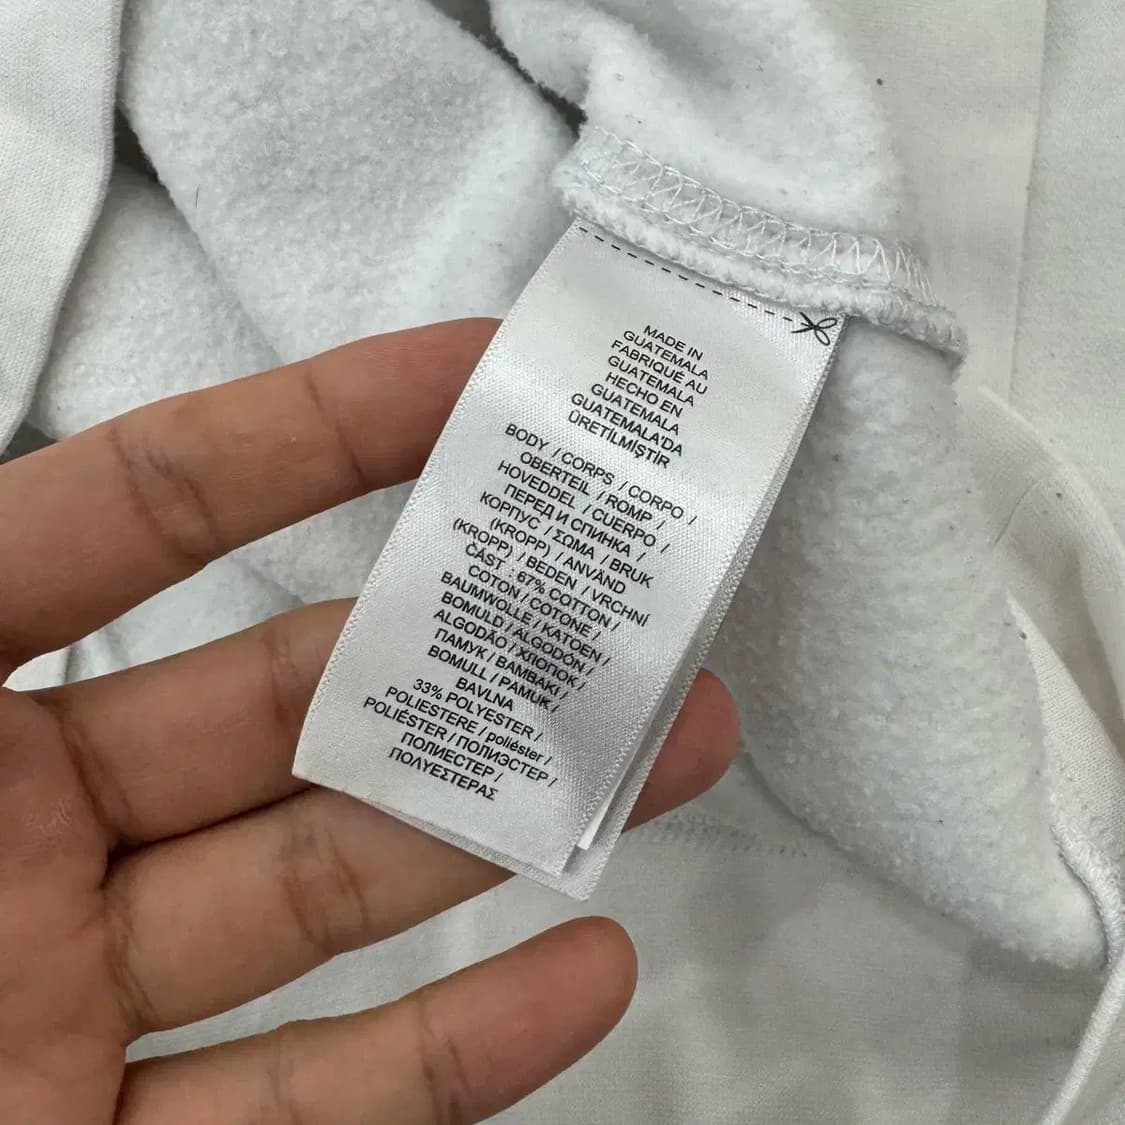 MADE IN
GUATEMALA
FABRIQUÉ AU
GUATEMALA
HECHO EN
GUATEMALA
GUATEMALA'DA
ÜRETİLMİŞTİR
BODY / CORPS / CORPO /
OBERTEIL / ROMP /
HOVEDDEL / CUERPO /
ПЕРЕД И СПИНКА /
КОРПУС / ΣΩΜΑ / BRUK
(KROPP) / ANVÄND
(KROPP) / BEDEN / VRCHNÍ
ČÁST : 67% COTTON /
COTON / COTONE /
BAUMWOLLE / KATOEN /
BOMULD / ALGODÓN /
ALGODÃO / ХЛОПОК /
ПАМУК / ΒΑΜΒΑΚΙ /
BOMULL / PAMUK /
BAVLNA
33% POLYESTER /
POLIESTERE / poliéster /
POLIÉSTER / ПОЛИЭСТЕР /
ПОЛИЕСТЕР /
ΠΟΛΥΕΣΤΕΡΑΣ